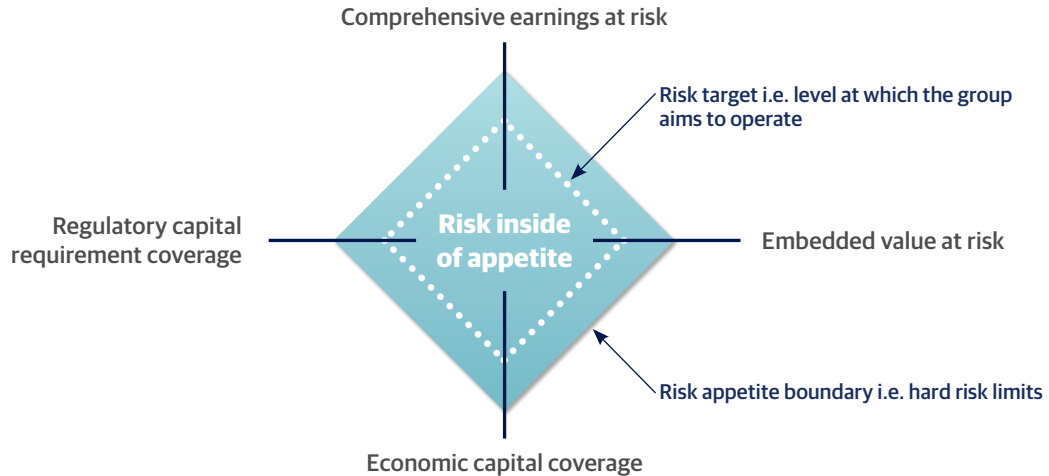 Comprehensive earnings at risk
Risk target i.e. level at which the group
aims to operate
Regulatory capital
requirement coverage
Risk inside
of appetite
Embedded value at risk
Risk appetite boundary i.e. hard risk limits
Economic capital coverage